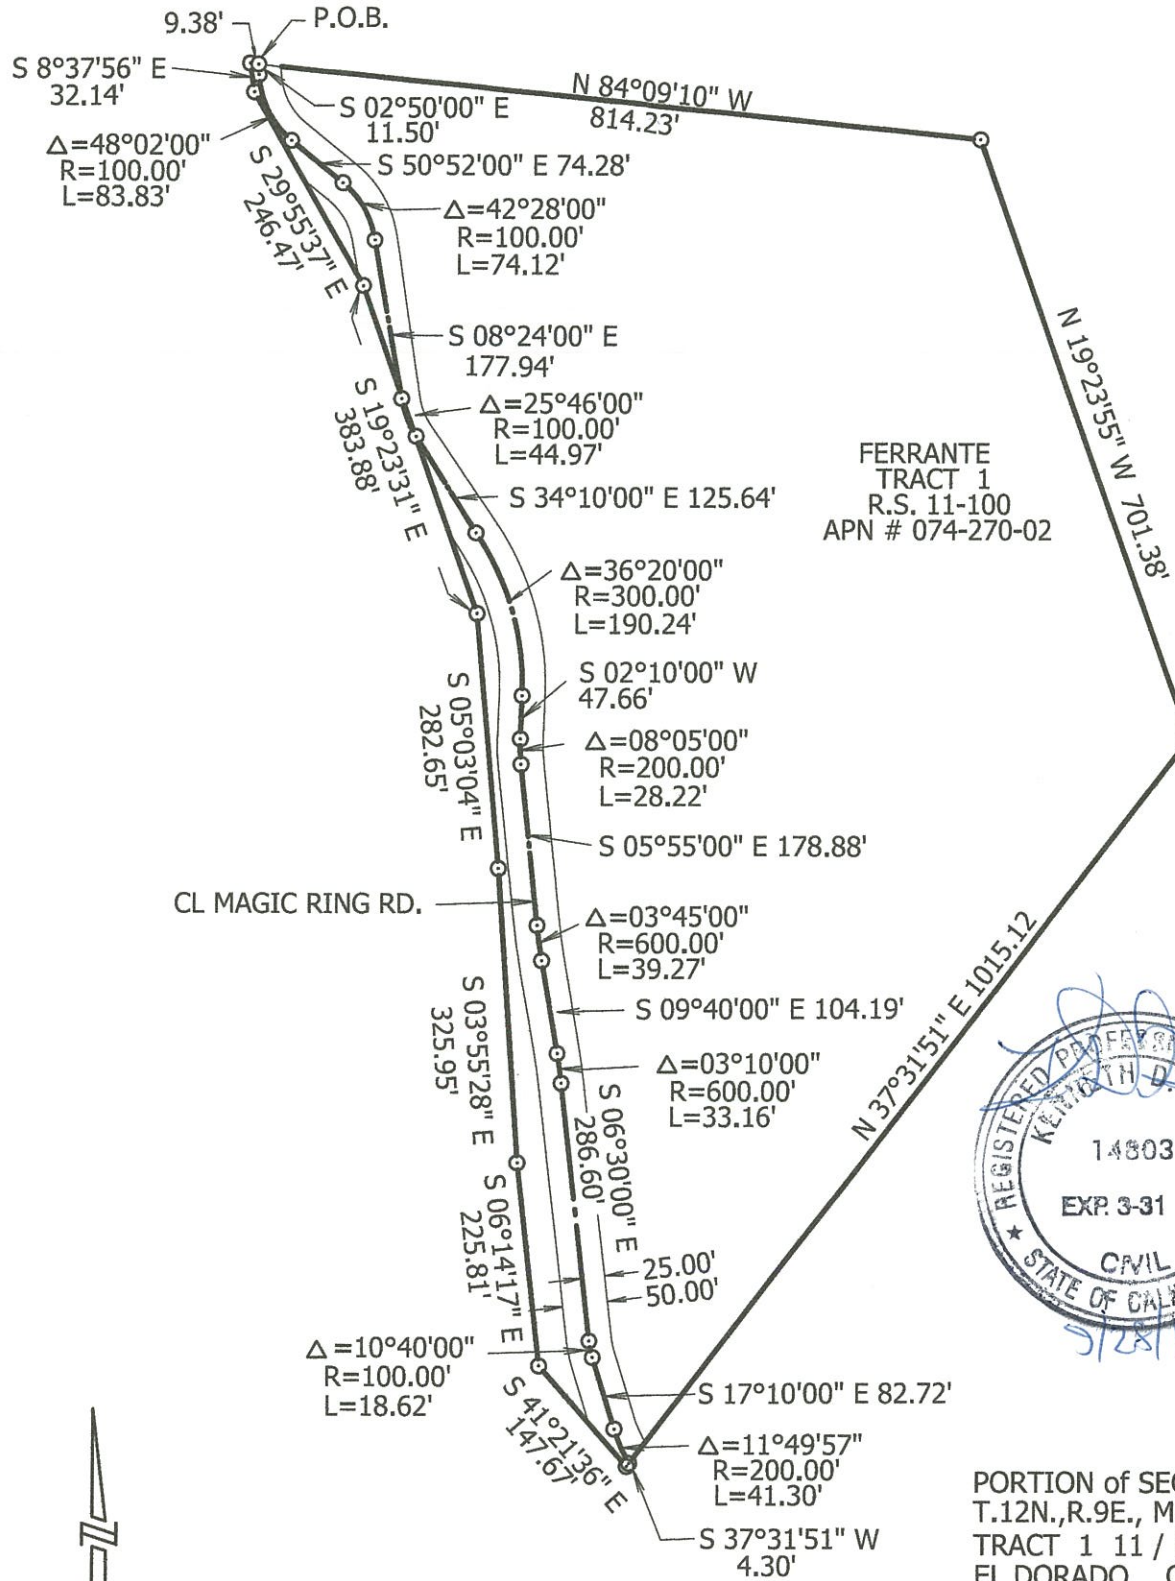 9.38'
P.O.B.
S 8°37'56" E
32.14'
N 84°09'10" W
814.23'
S 02°50'00" E
11.50'
Δ=48°02'00"
R=100.00'
L=83.83'
S 50°52'00" E 74.28'
S 29°55'37" E
246.47'
Δ=42°28'00"
R=100.00'
L=74.12'
S 08°24'00" E
177.94'
N 19°23'55" W 701.38'
S 19°23'31" E
383.88'
Δ=25°46'00"
R=100.00'
L=44.97'
FERRANTE
TRACT 1
R.S. 11-100
APN # 074-270-02
S 34°10'00" E 125.64'
Δ=36°20'00"
R=300.00'
L=190.24'
S 02°10'00" W
47.66'
S 05°03'04" E
282.65'
Δ=08°05'00"
R=200.00'
L=28.22'
S 05°55'00" E 178.88'
CL MAGIC RING RD.
Δ=03°45'00"
R=600.00'
L=39.27'
N 37°31'51" E 1015.12
S 03°55'28" E
325.95'
S 09°40'00" E 104.19'
Δ=03°10'00"
R=600.00'
L=33.16'
S 06°30'00" E
286.60'
REGISTERED
KENNETH D.
14803
EXP. 3-31
CIVIL
STATE OF
S 06°14'17" E
225.81'
25.00'
50.00'
Δ=10°40'00"
R=100.00'
L=18.62'
S 17°10'00" E 82.72'
S 41°21'36" E
147.67'
Δ=11°49'57"
R=200.00'
L=41.30'
S 37°31'51" W
4.30'
PORTION of
T.12N.,R.9E.,
TRACT 1 11 /
EL DORADO